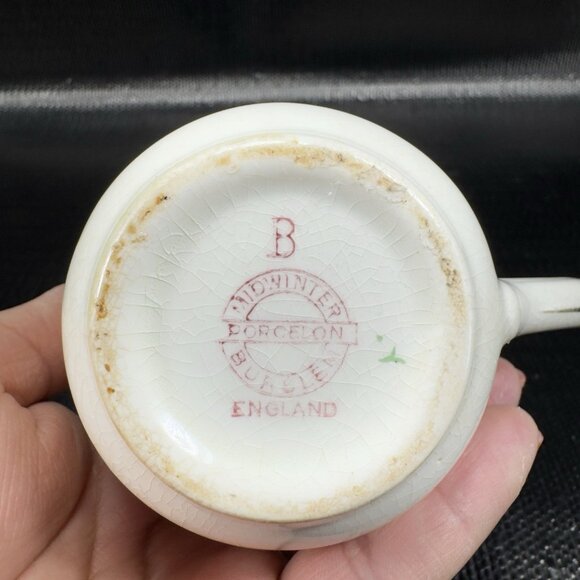 B
MIDWINTER
PORCELON
BURSLEM
ENGLAND